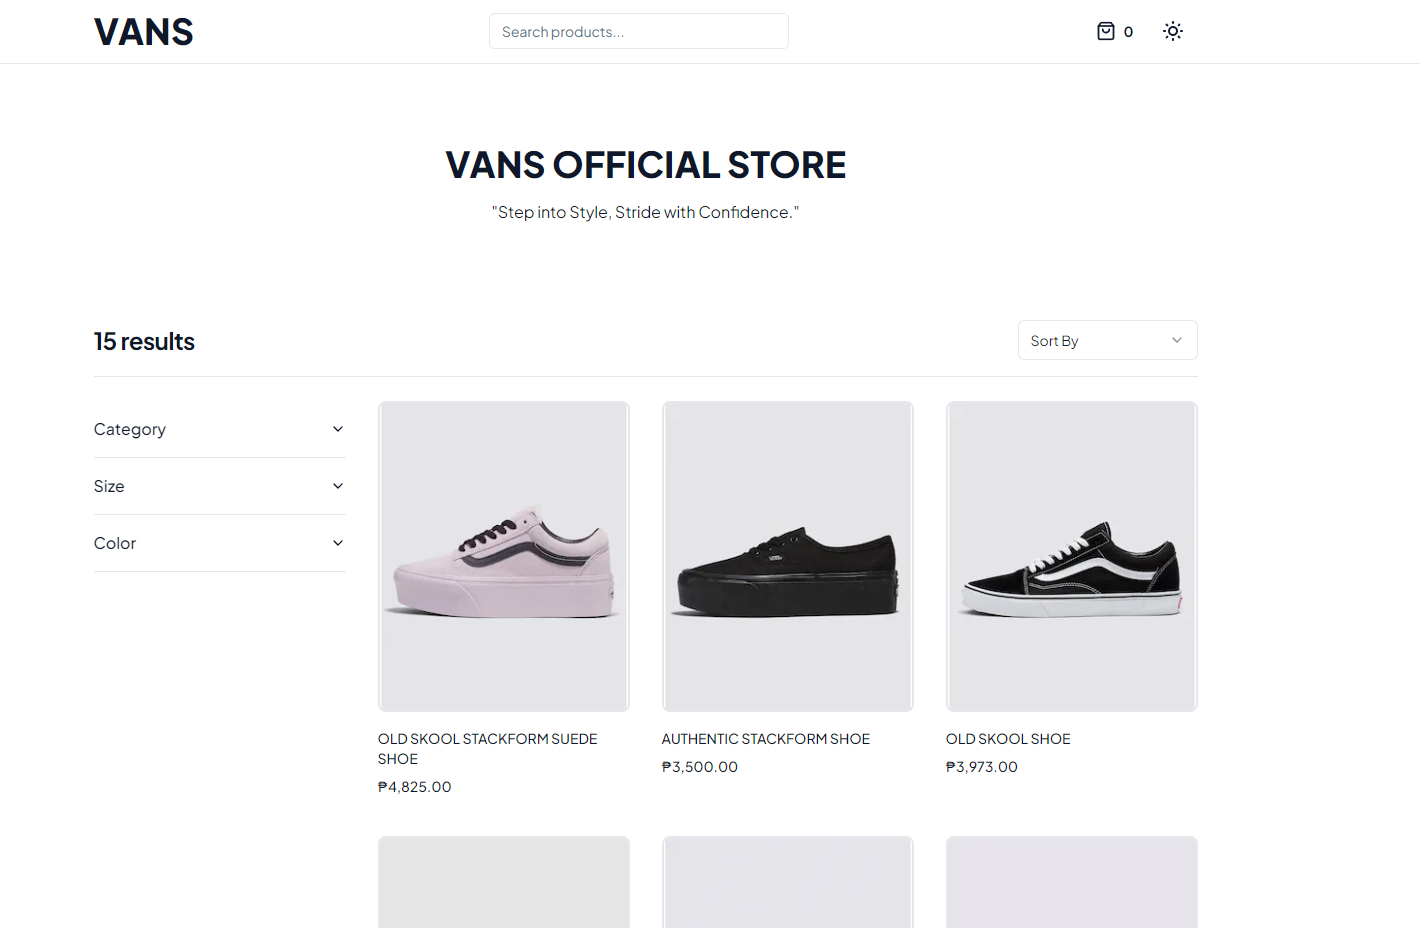 VANS
Search products...
0
VANS OFFICIAL STORE
"Step into Style, Stride with Confidence."
15 results
Sort By
Category
Size
Color
OLD SKOOL STACKFORM SUEDE
SHOE
₱4,825.00
AUTHENTIC STACKFORM SHOE
₱3,500.00
OLD SKOOL SHOE
₱3,973.00